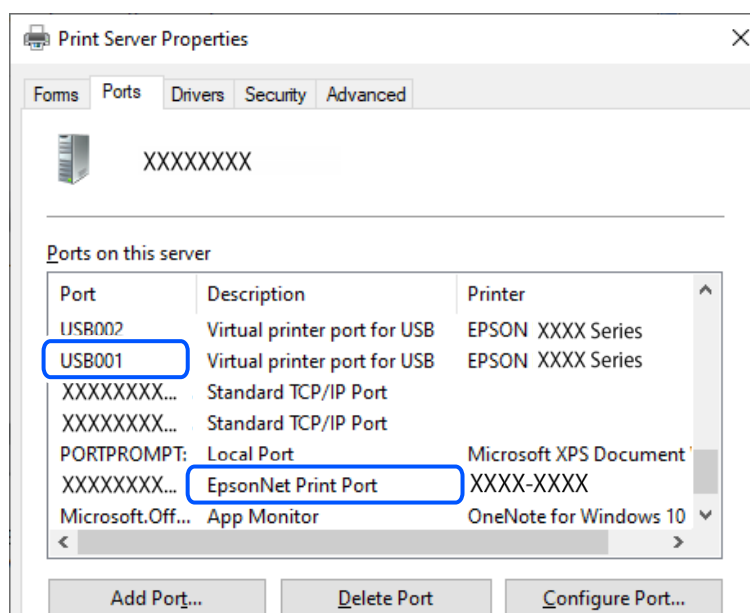 Print Server Properties
Forms Ports Drivers Security Advanced
XXXXXXXX
Ports on this server
Port Description Printer
USB002 Virtual printer port for USB EPSON XXXX Series
USB001 Virtual printer port for USB EPSON XXXX Series
XXXXXXXX... Standard TCP/IP Port
XXXXXXXX... Standard TCP/IP Port
PORTPROMPT: Local Port Microsoft XPS Document
XXXXXXXX... EpsonNet Print Port XXXX-XXXX
Microsoft.Off... App Monitor OneNote for Windows 10
Add Port... Delete Port Configure Port...